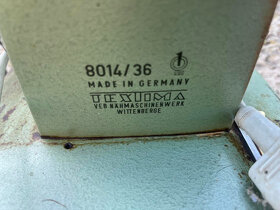 8014/36
MADE IN GERMANY
TEXTIMA
VEB NÄHMASCHINENWERK
WITTENBERGE